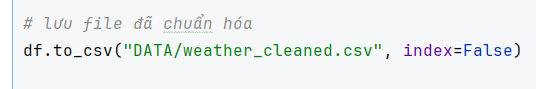 # lưu file đã chuẩn hóa
df.to_csv("DATA/weather_cleaned.csv", index=False)